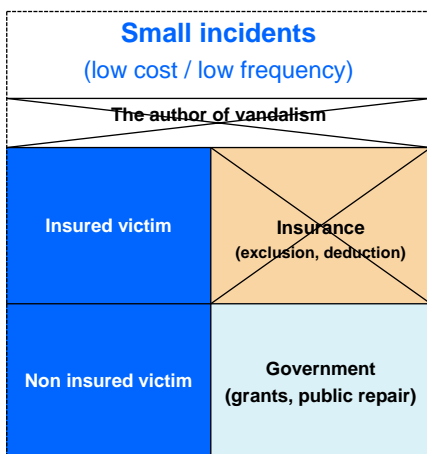 Small incidents
(low cost / low frequency)
The author of vandalism
Insured victim
Insurance
(exclusion, deduction)
Non insured victim
Government
(grants, public repair)